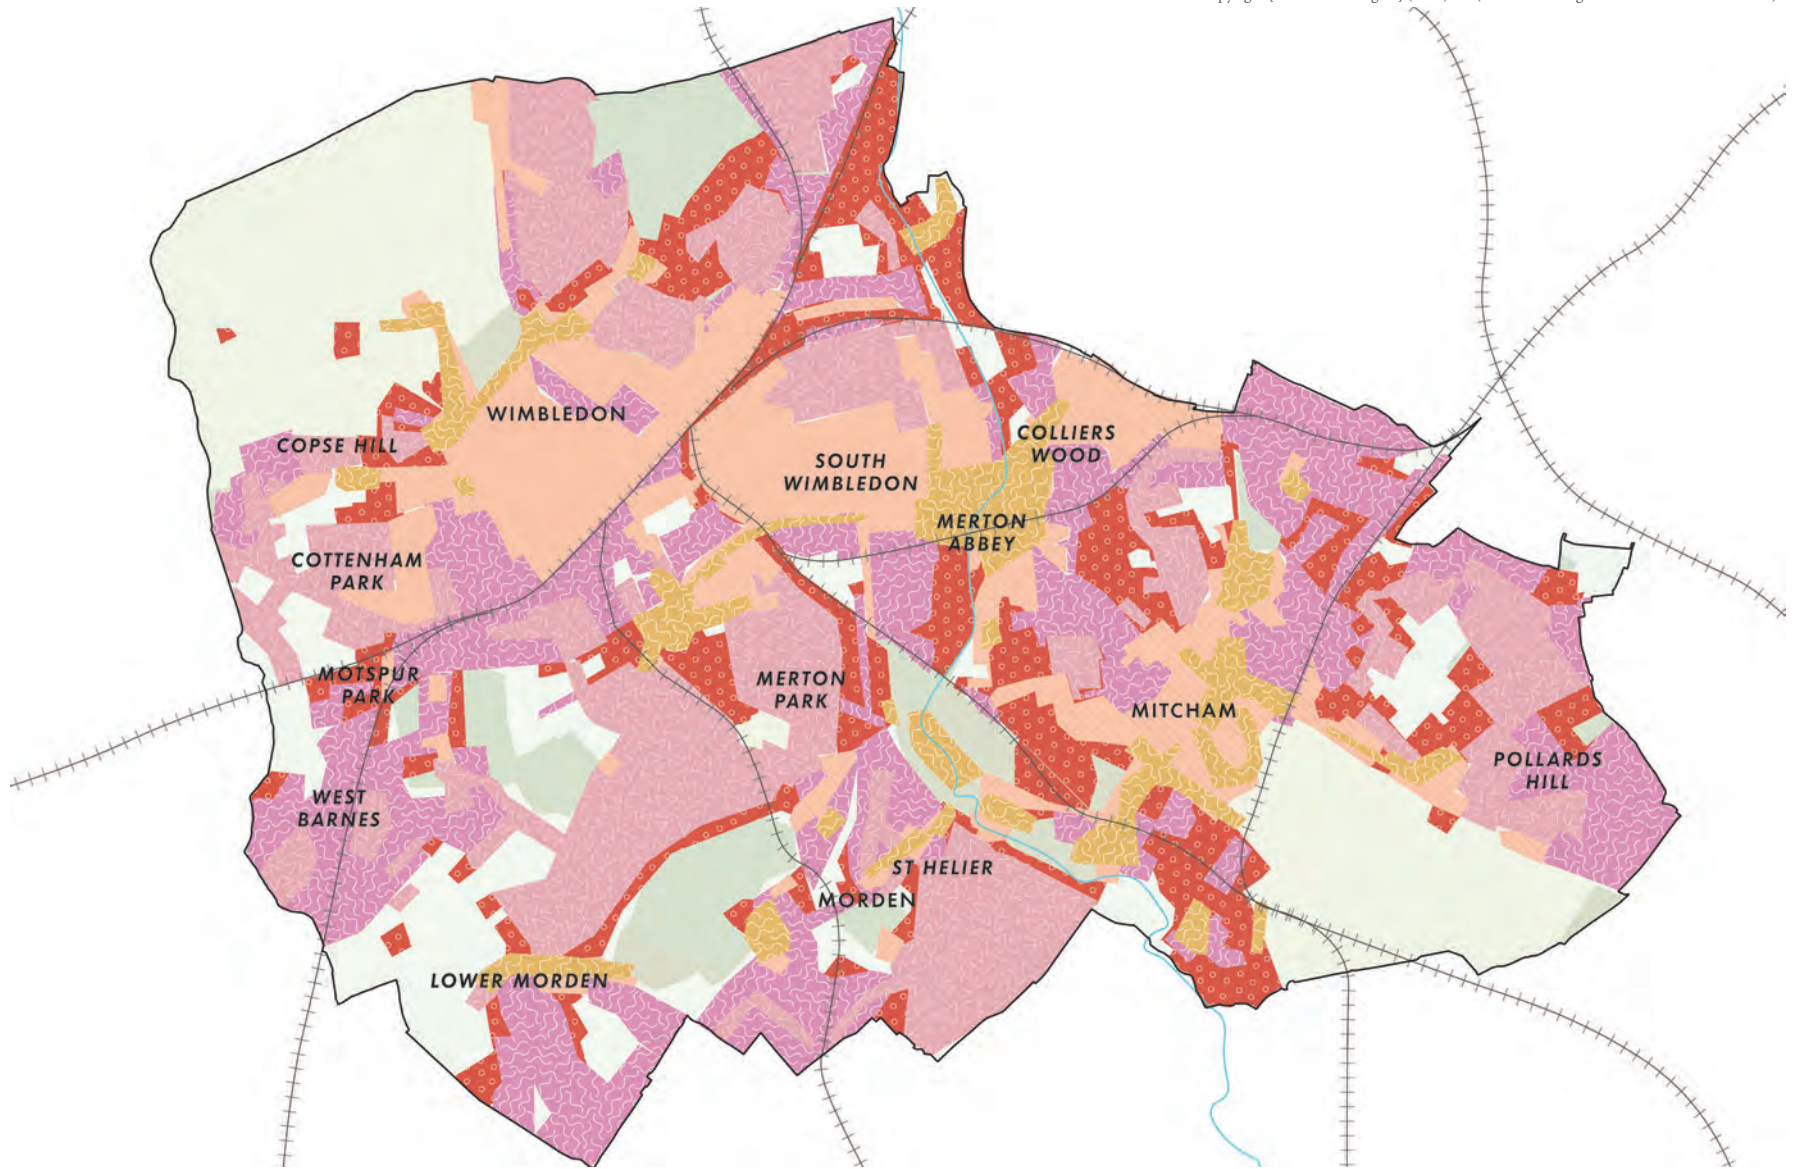 WIMBLEDON
COPSE HILL
COLLIERS
WOOD
SOUTH
WIMBLEDON
MERTON
ABBEY
COTTENHAM
PARK
MOTSPUR
PARK
MERTON
PARK
MITCHAM
POLLARDS
HILL
WEST
BARNES
ST HELIER
MORDEN
LOWER MORDEN